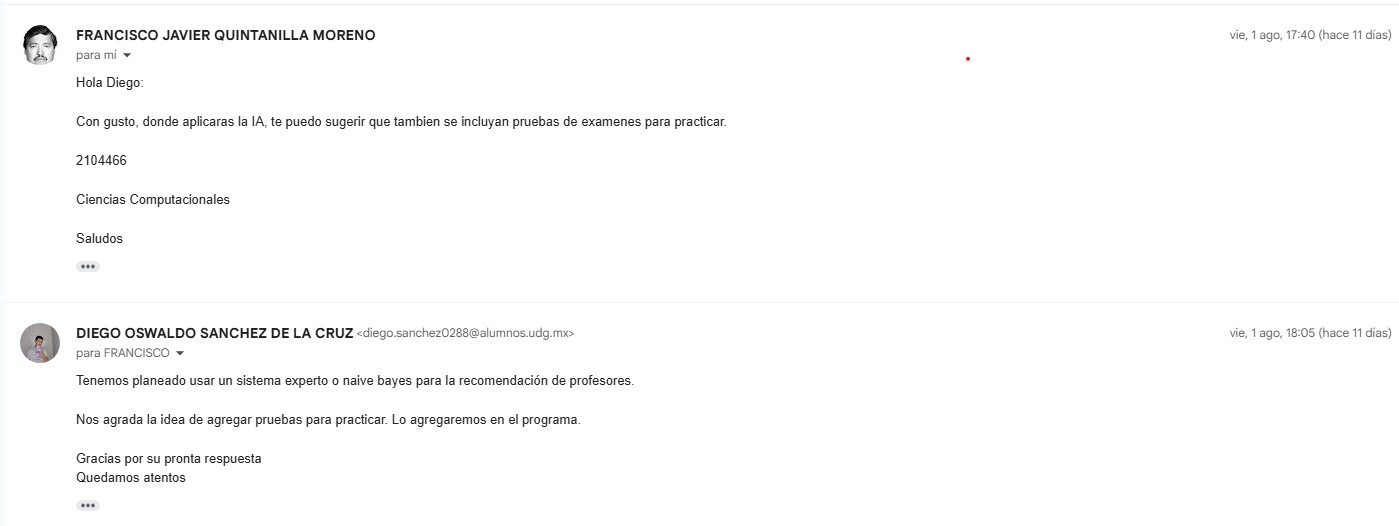 FRANCISCO JAVIER QUINTANILLA MORENO
vie, 1 ago, 17:40 (hace 11 días)
para mí
Hola Diego:
Con gusto, donde aplicaras la IA, te puedo sugerir que tambien se incluyan pruebas de examenes para practicar.
2104466
Ciencias Computacionales
Saludos
DIEGO OSWALDO SANCHEZ DE LA CRUZ <diego.sanchez0288@alumnos.udg.mx>
vie, 1 ago, 18:05 (hace 11 días)
para FRANCISCO
Tenemos planeado usar un sistema experto o naive bayes para la recomendación de profesores.
Nos agrada la idea de agregar pruebas para practicar. Lo agregaremos en el programa.
Gracias por su pronta respuesta
Quedamos atentos